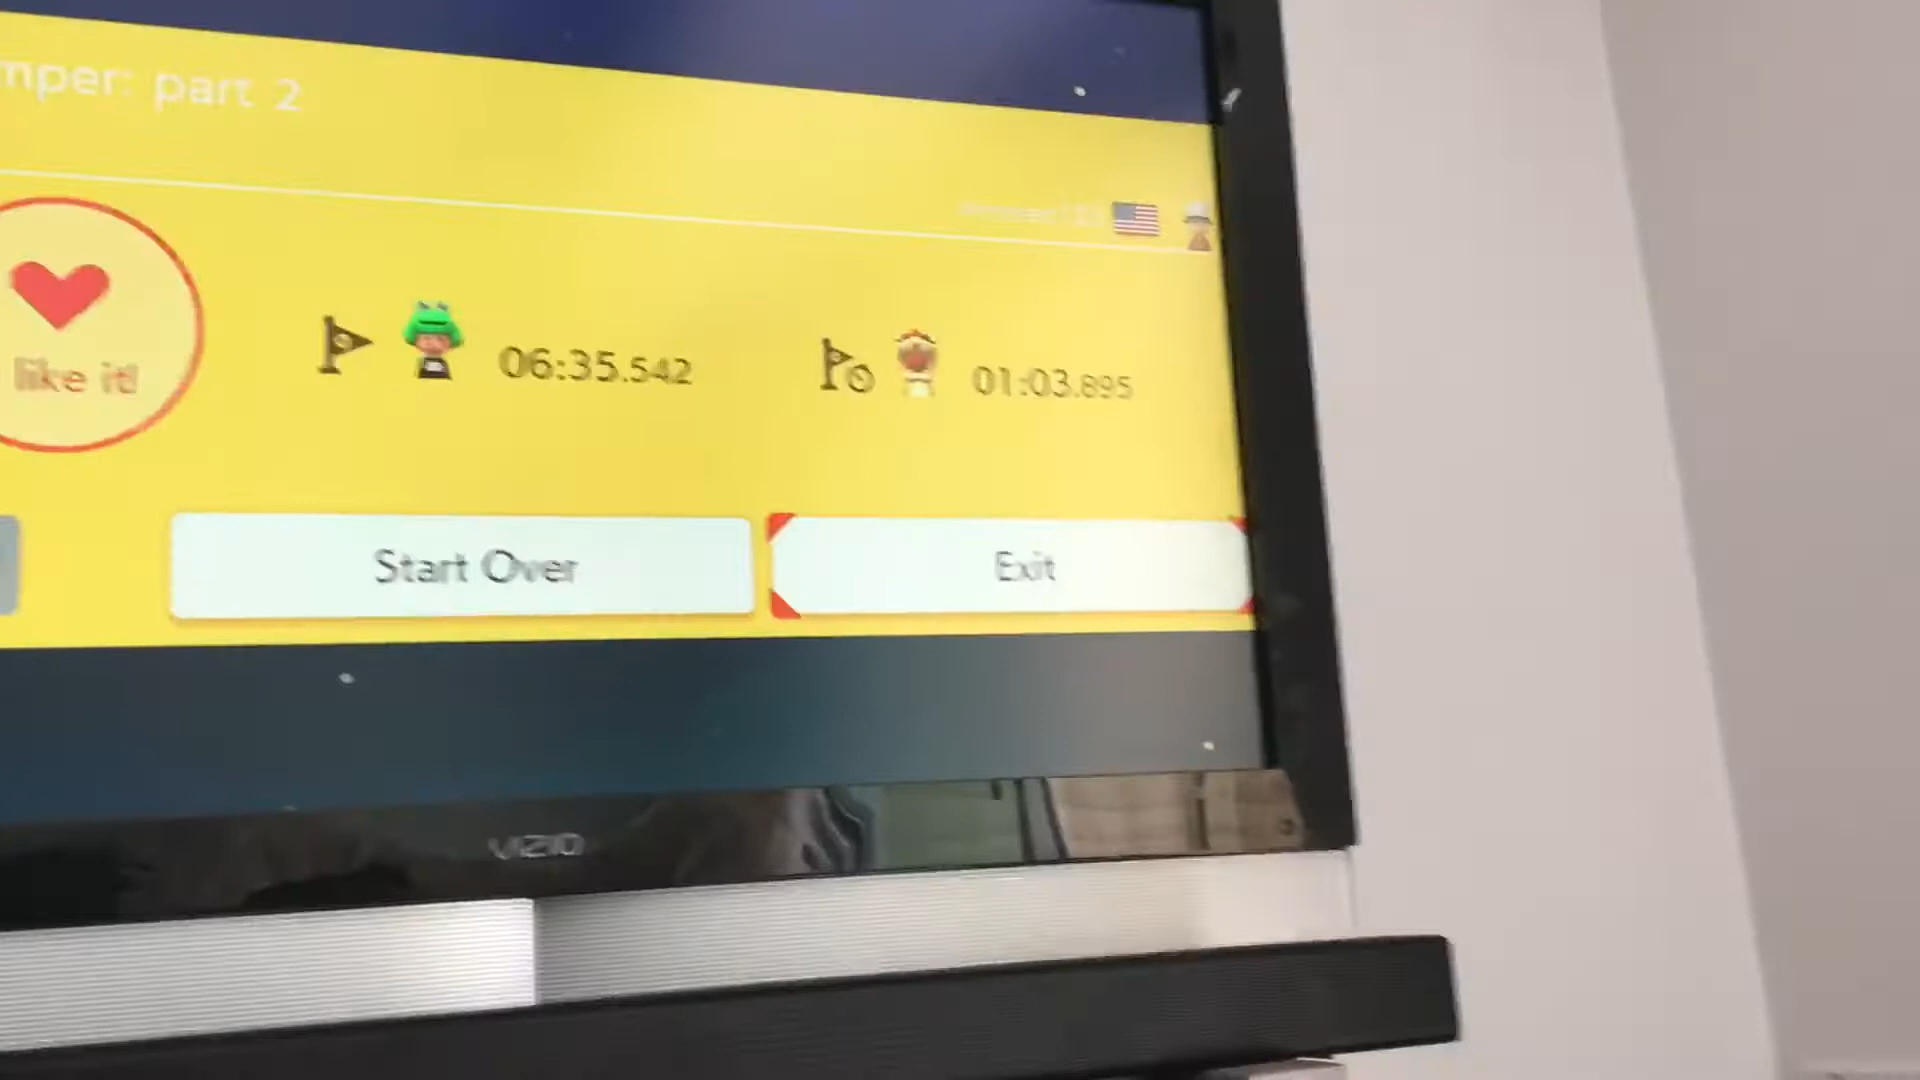 mper: part 2
like it!
06:35.542
01:03.895
Start Over
Exit
VIZIO